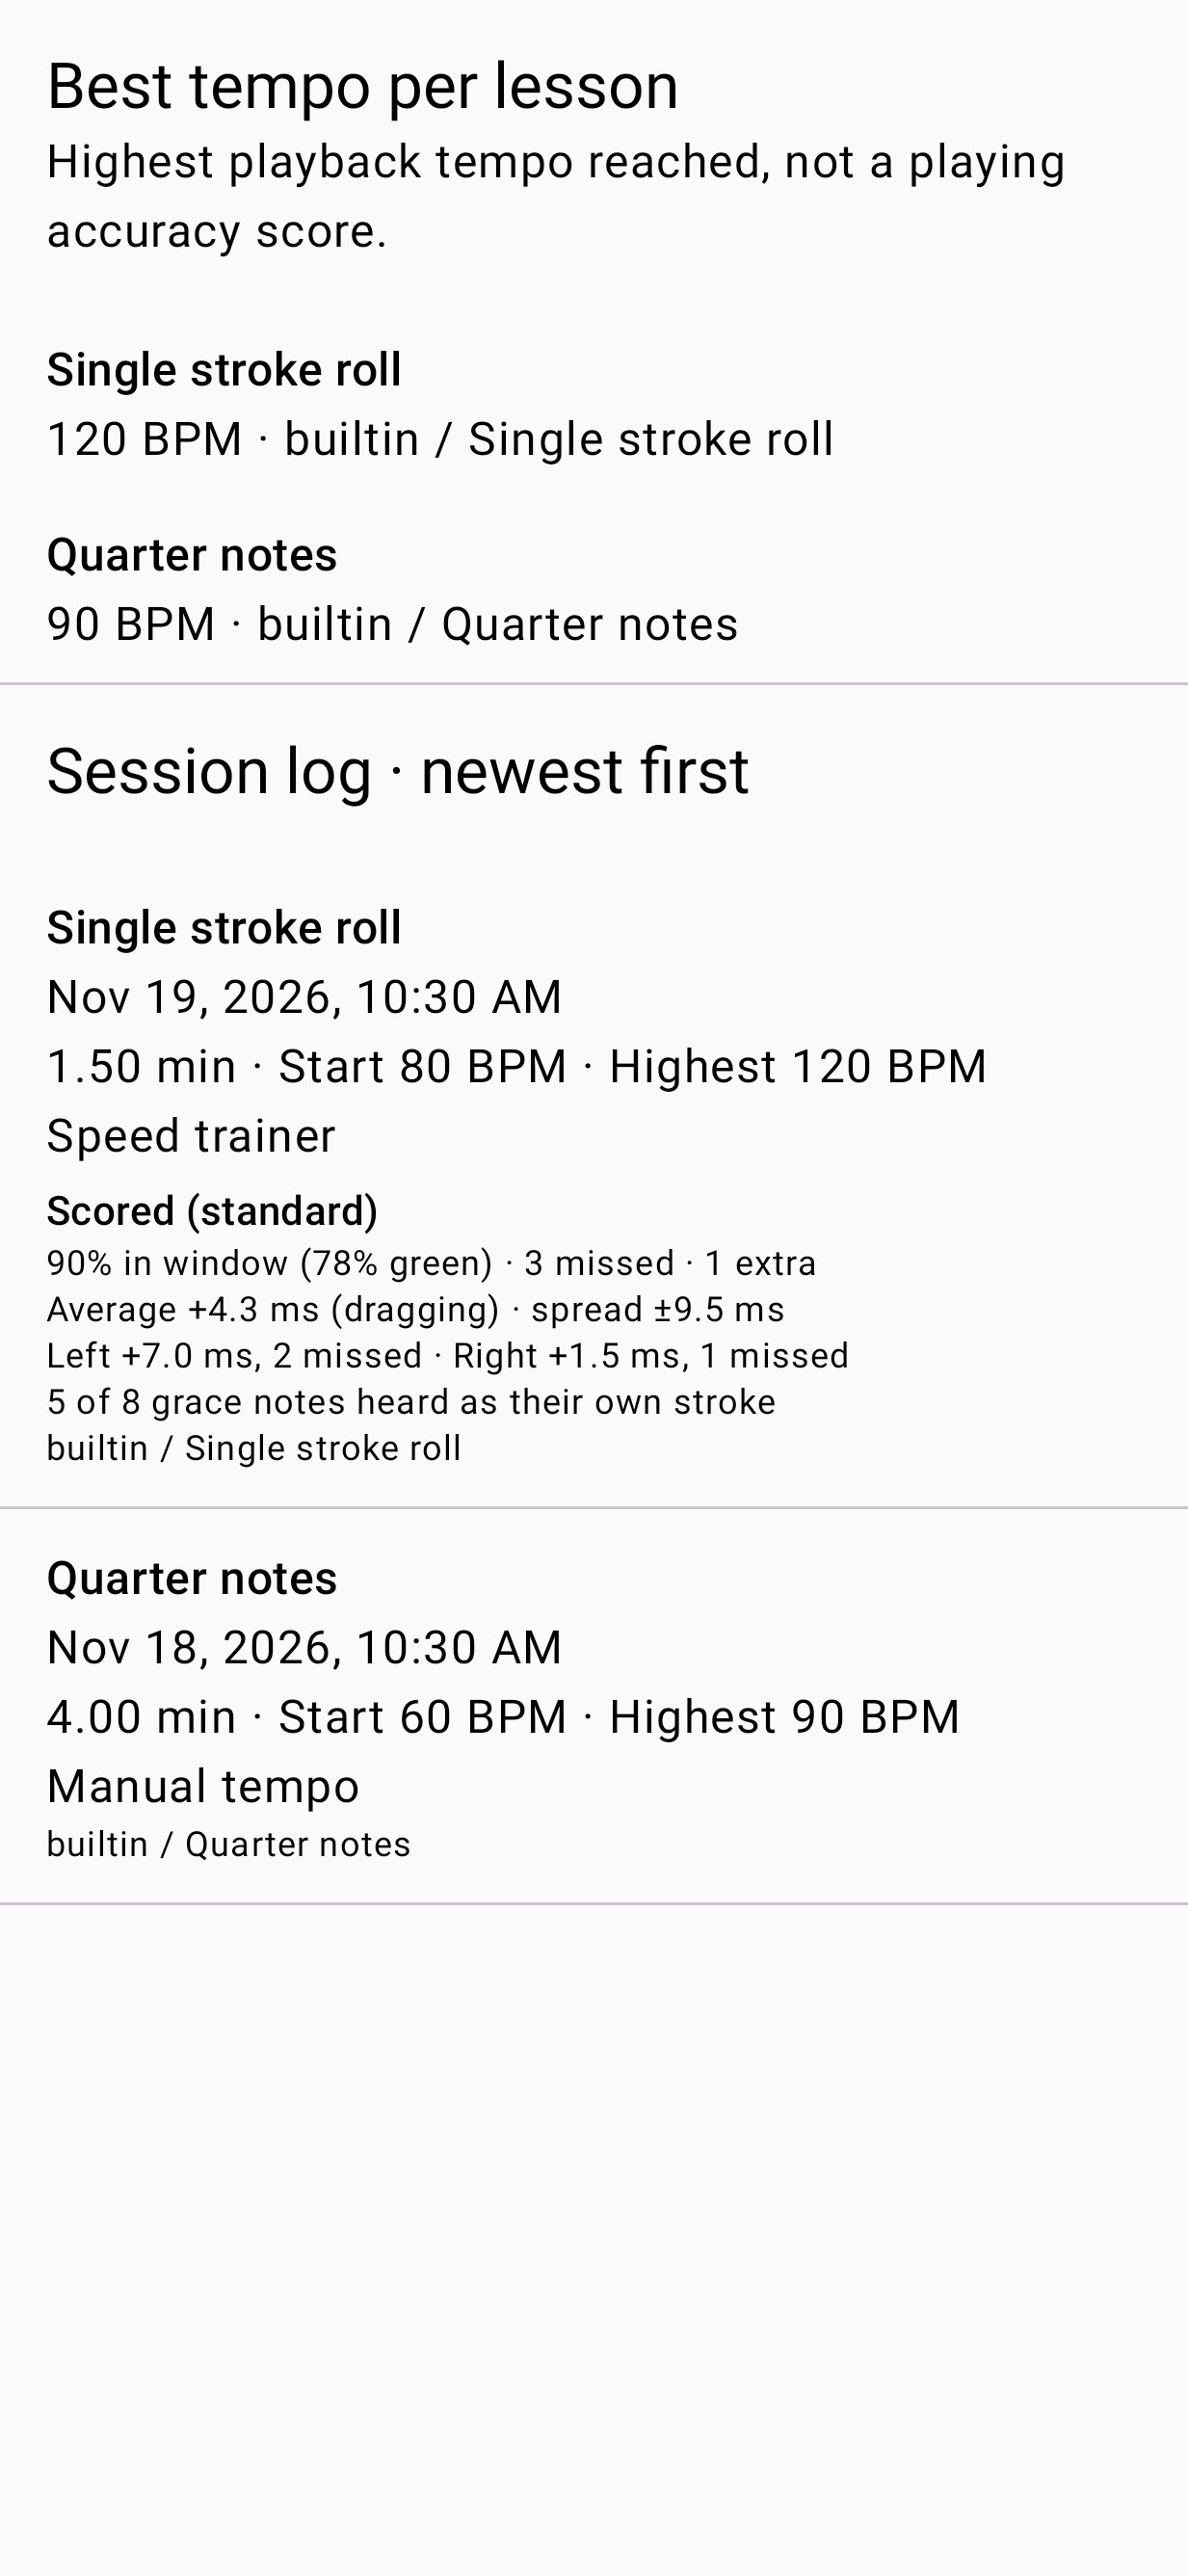 Best tempo per lesson
Highest playback tempo reached, not a playing
accuracy score.
Single stroke roll
120 BPM · builtin / Single stroke roll
Quarter notes
90 BPM · builtin / Quarter notes
Session log · newest first
Single stroke roll
Nov 19, 2026, 10:30 AM
1.50 min · Start 80 BPM · Highest 120 BPM
Speed trainer
Scored (standard)
90% in window (78% green) · 3 missed · 1 extra
Average +4.3 ms (dragging) · spread ±9.5 ms
Left +7.0 ms, 2 missed · Right +1.5 ms, 1 missed
5 of 8 grace notes heard as their own stroke
builtin / Single stroke roll
Quarter notes
Nov 18, 2026, 10:30 AM
4.00 min · Start 60 BPM · Highest 90 BPM
Manual tempo
builtin / Quarter notes